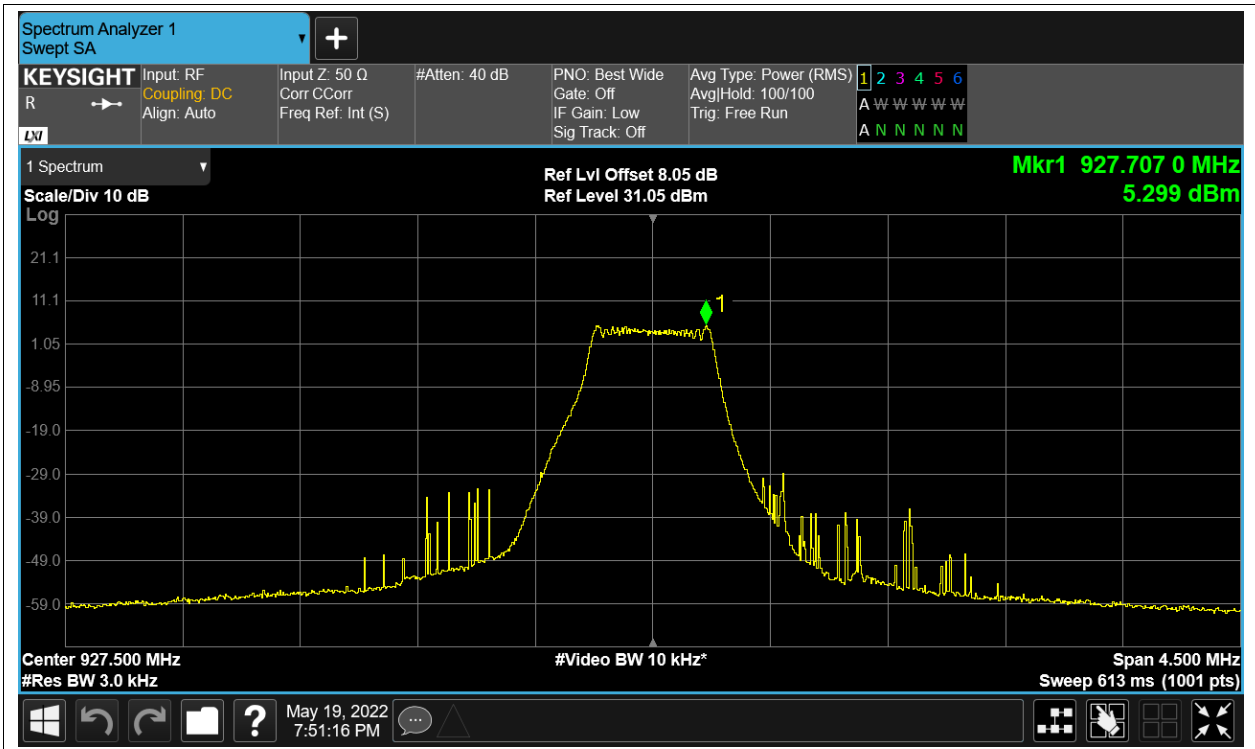 Spectrum Analyzer 1
Swept SA
KEYSIGHT
R
LXI
Input: RF
Coupling: DC
Align: Auto
Input Z: 50 Ω
Corr CCorr
Freq Ref: Int (S)
#Atten: 40 dB
PNO: Best Wide
Gate: Off
IF Gain: Low
Sig Track: Off
Avg Type: Power (RMS)
Avg|Hold: 100/100
Trig: Free Run
1 2 3 4 5 6
A W W W W W
A N N N N N
1 Spectrum
Scale/Div 10 dB
Log
Ref Lvl Offset 8.05 dB
Ref Level 31.05 dBm
Mkr1 927.707 0 MHz
5.299 dBm
21.1
11.1
1
1.05
-8.95
-19.0
-29.0
-39.0
-49.0
-59.0
Center 927.500 MHz
#Res BW 3.0 kHz
#Video BW 10 kHz*
Span 4.500 MHz
Sweep 613 ms (1001 pts)
?
May 19, 2022
7:51:16 PM